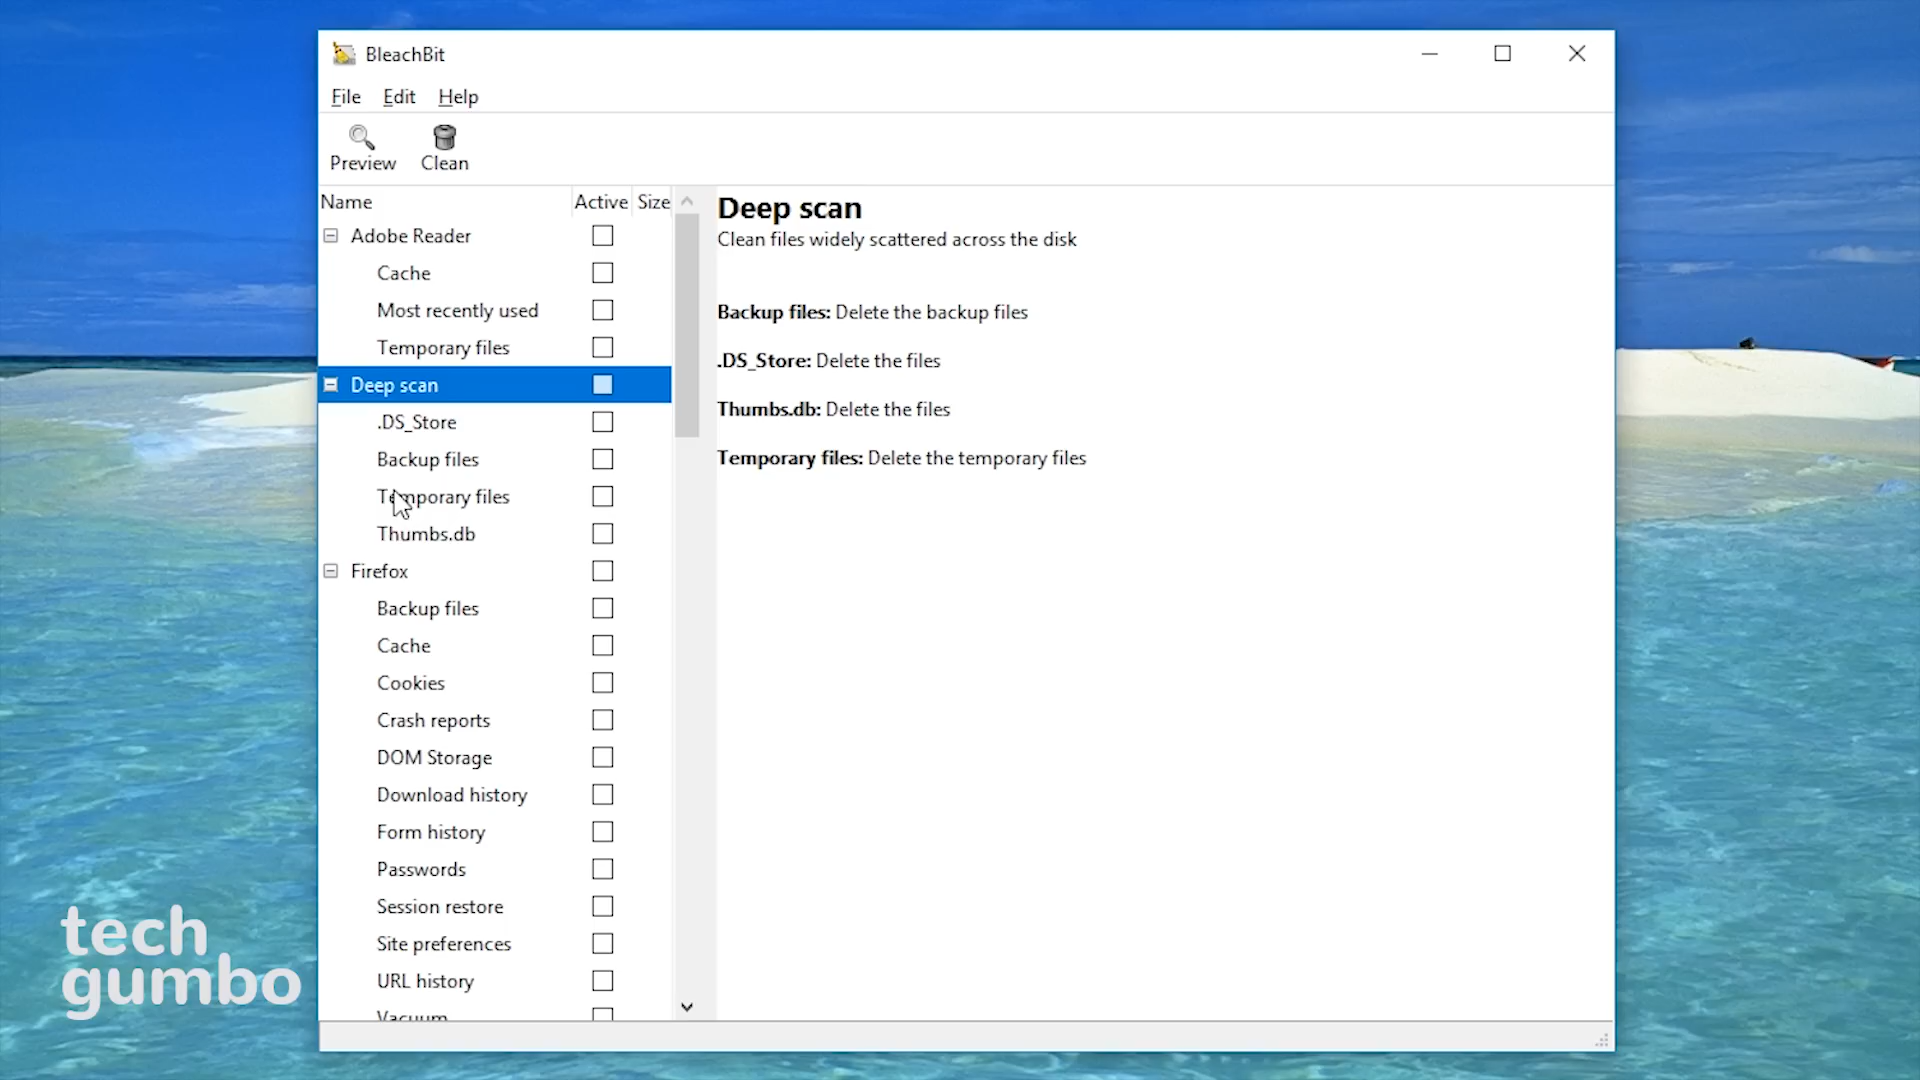 BleachBit
File Edit Help
Preview Clean
Name Active Size
Adobe Reader
Cache
Most recently used
Temporary files
Deep scan
.DS_Store
Backup files
Temporary files
Thumbs.db
Firefox
Backup files
Cache
Cookies
Crash reports
DOM Storage
Download history
Form history
Passwords
Session restore
Site preferences
URL history
Vacuum
Deep scan
Clean files widely scattered across the disk
Backup files: Delete the backup files
.DS_Store: Delete the files
Thumbs.db: Delete the files
Temporary files: Delete the temporary files
tech
gumbo